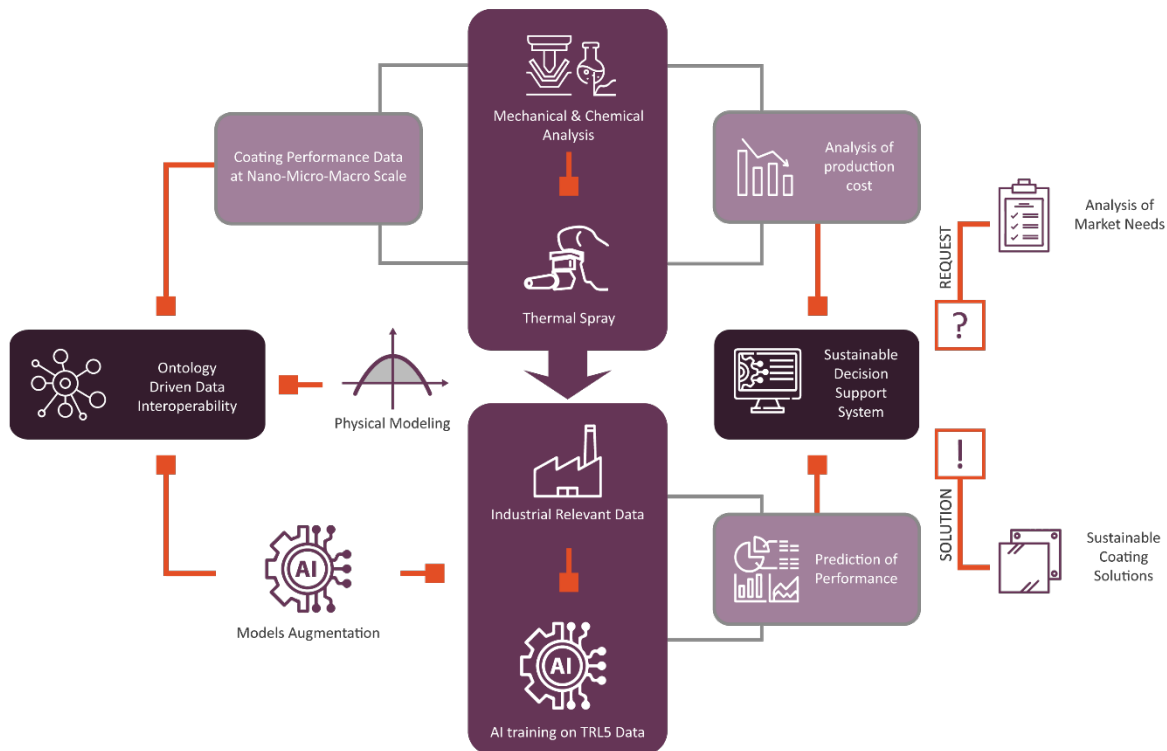 Mechanical & Chemical
Analysis
Coating Performance Data
at Nano-Micro-Macro Scale
Analysis of
production
cost
Analysis of
Market Needs
REQUEST
?
Thermal Spray
Ontology
Driven Data
Interoperability
Physical Modeling
Sustainable
Decision
Support
System
!
SOLUTION
Industrial Relevant Data
Prediction of
Performance
Sustainable
Coating
Solutions
AI
Models Augmentation
AI
AI training on TRL5 Data